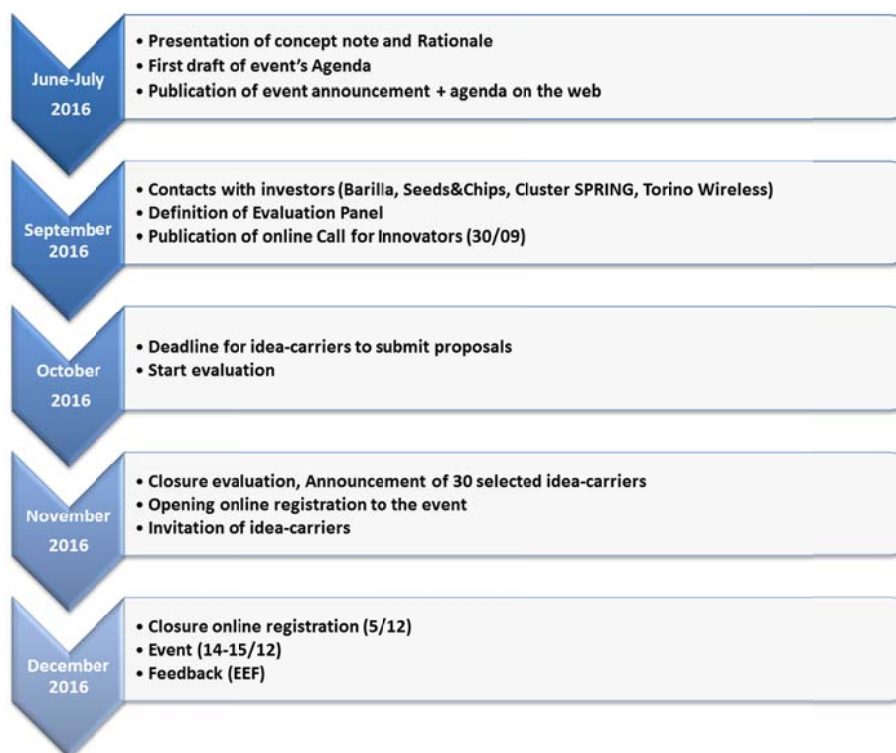 June-July
2016
• Presentation of concept note and Rationale
• First draft of event's Agenda
• Publication of event announcement + agenda on the web
September
2016
• Contacts with investors (Barilla, Seeds&Chips, Cluster SPRING, Torino Wireless)
• Definition of Evaluation Panel
• Publication of online Call for Innovators (30/09)
October
2016
• Deadline for idea-carriers to submit proposals
• Start evaluation
November
2016
• Closure evaluation, Announcement of 30 selected idea-carriers
• Opening online registration to the event
• Invitation of idea-carriers
December
2016
• Closure online registration (5/12)
• Event (14-15/12)
• Feedback (EEF)